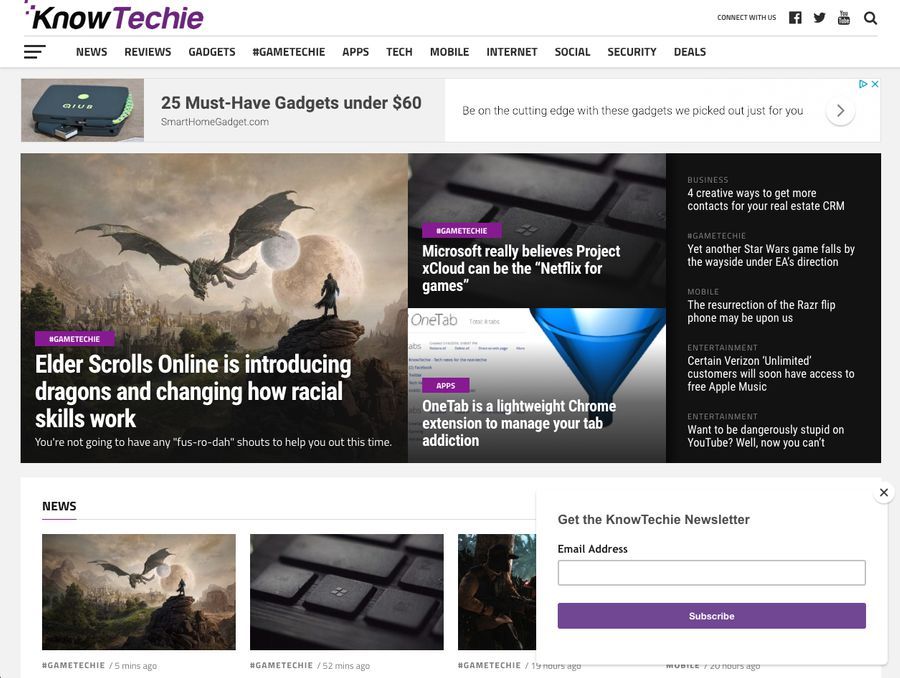 KnowTechie
CONNECT WITH US
You
Tube
NEWS REVIEWS GADGETS #GAMETECHIE APPS TECH MOBILE INTERNET SOCIAL SECURITY DEALS
QIUB
25 Must-Have Gadgets under $60
SmartHomeGadget.com
Be on the cutting edge with these gadgets we picked out just for you
#GAMETECHIE
Elder Scrolls Online is introducing
dragons and changing how racial
skills work
You're not going to have any "fus-ro-dah" shouts to help you out this time.
#GAMETECHIE
Microsoft really believes Project
xCloud can be the “Netflix for
games”
OneTab
Total: 8 tabs
APPS
OneTab is a lightweight Chrome
extension to manage your tab
addiction
BUSINESS
4 creative ways to get more
contacts for your real estate CRM
#GAMETECHIE
Yet another Star Wars game falls by
the wayside under EA’s direction
MOBILE
The resurrection of the Razr flip
phone may be upon us
ENTERTAINMENT
Certain Verizon ‘Unlimited’
customers will soon have access to
free Apple Music
ENTERTAINMENT
Want to be dangerously stupid on
YouTube? Well, now you can’t
NEWS
#GAMETECHIE / 5 mins ago
#GAMETECHIE / 52 mins ago
#GAMETECHIE / 19 hours ago
MOBILE / 20 hours ago
Get the KnowTechie Newsletter
Email Address
Subscribe